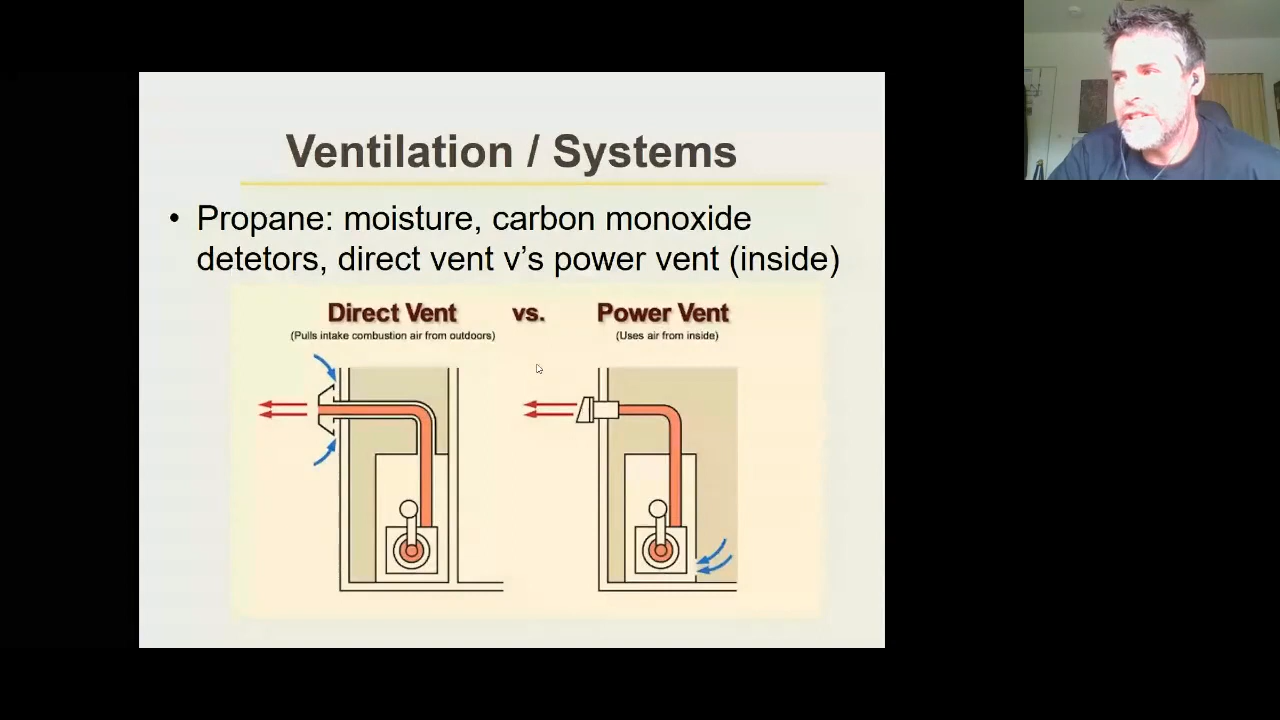 Ventilation / Systems
• Propane: moisture, carbon monoxide
detetors, direct vent v’s power vent (inside)
Direct Vent vs. Power Vent
(Pulls intake combustion air from outdoors) (Uses air from inside)